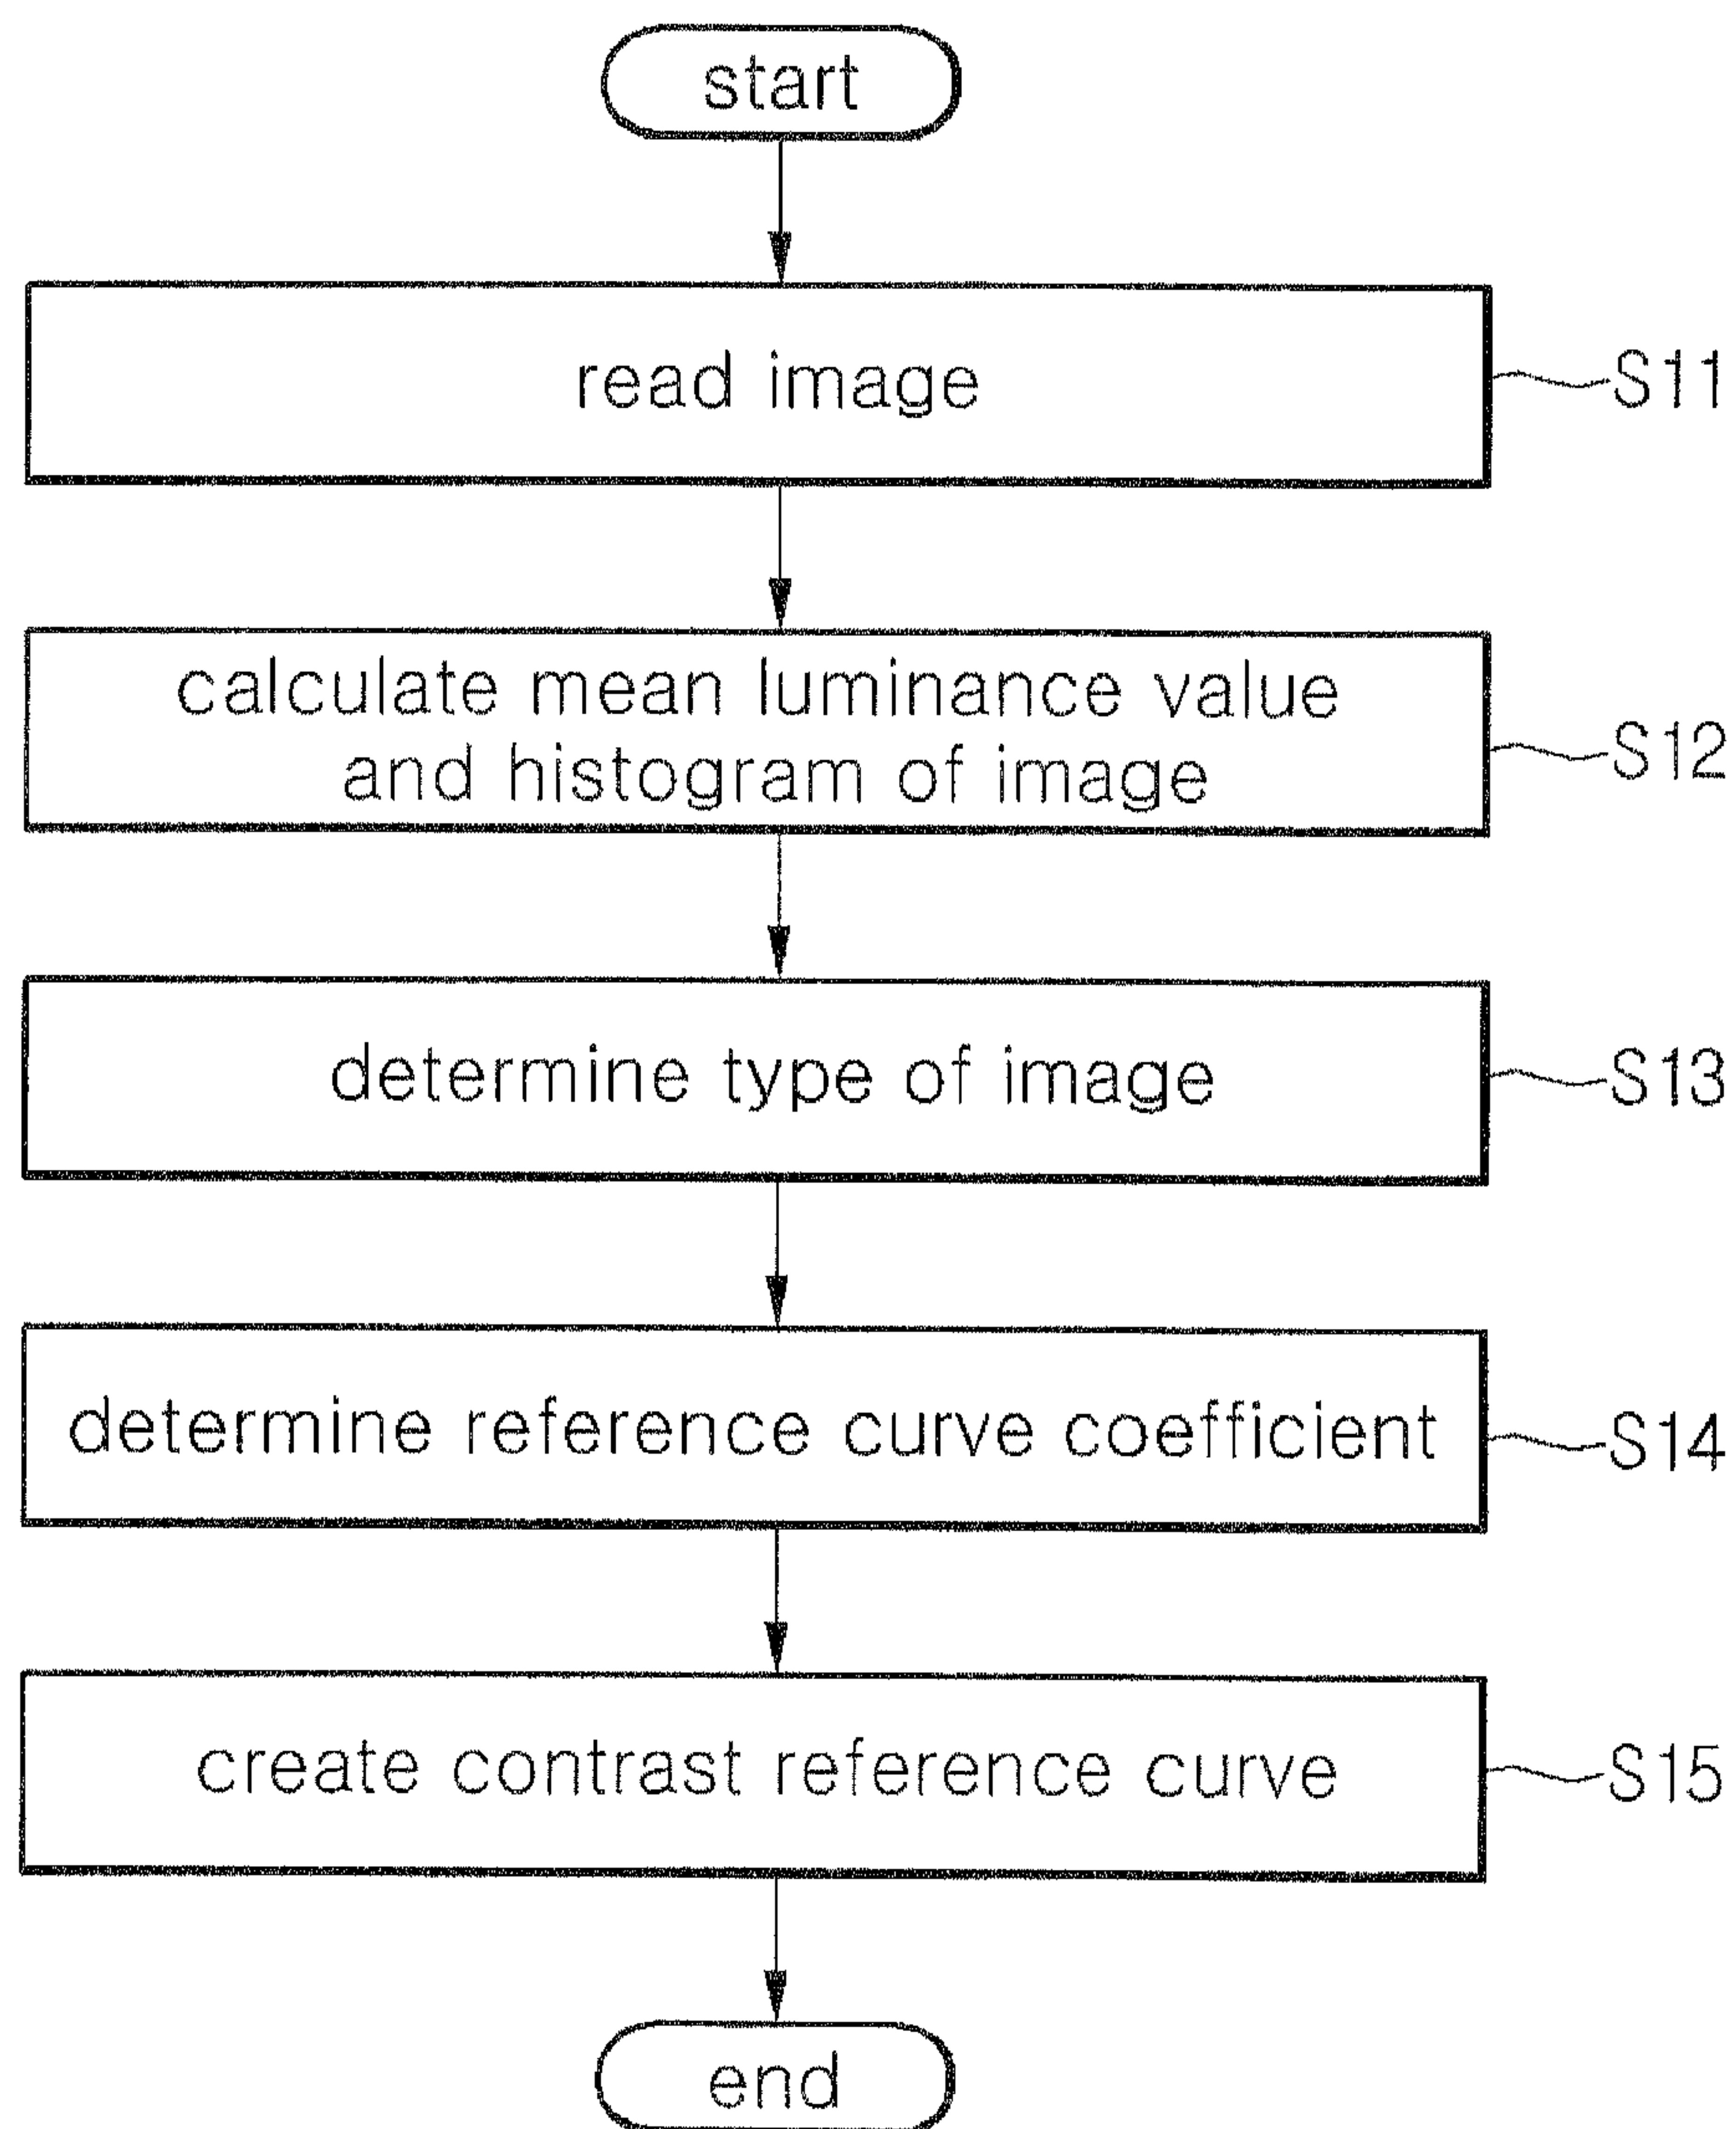 start
read image
S11
calculate mean luminance value
and histogram of image
S12
determine type of image
S13
determine reference curve coefficient
S14
create contrast reference curve
S15
end